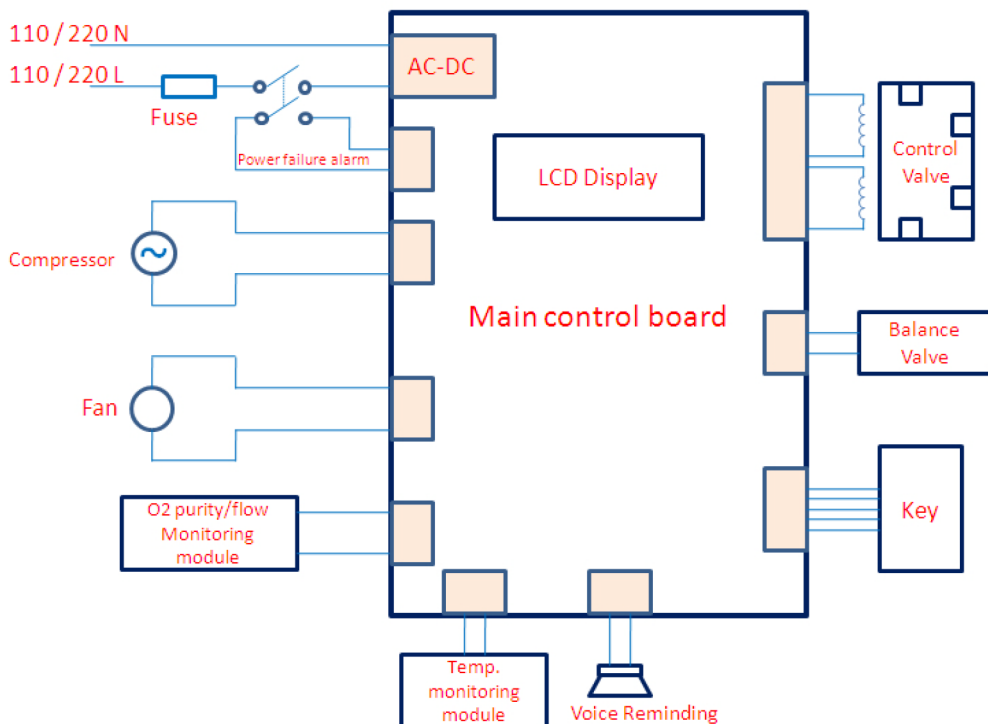 110 / 220 N
110 / 220 L
Fuse
Power failure alarm
AC-DC
LCD Display
Control
Valve
Compressor
Main control board
Balance
Valve
Fan
O2 purity/flow
Monitoring
module
Key
Temp.
monitoring
module
Voice Reminding